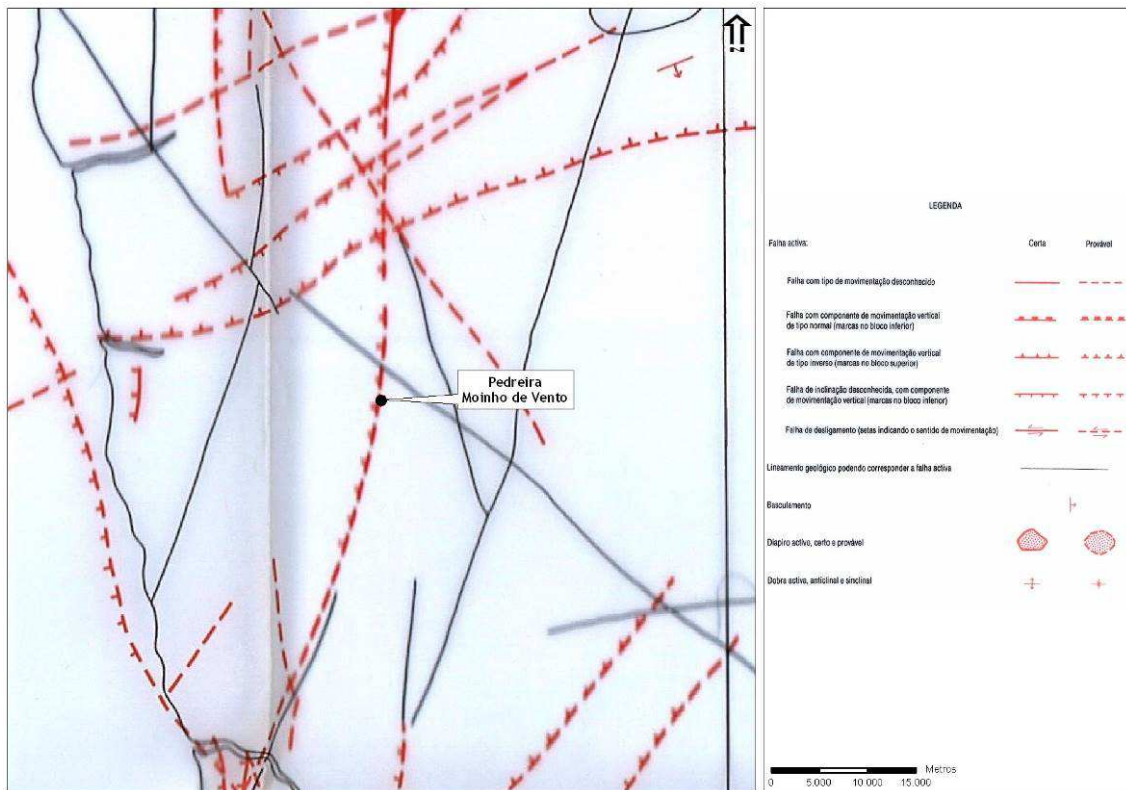 N
Pedreira
Moinho de Vento
LEGENDA
Falha activa:
Certa
Provável
Falha com tipo de movimentação desconhecido
Falha com componente de movimentação vertical
de tipo normal (marcas no bloco inferior)
Falha com componente de movimentação vertical
de tipo inverso (marcas no bloco superior)
Falha de inclinação desconhecida, com componente
de movimentação vertical (marcas no bloco inferior)
Falha de desligamento (setas indicando o sentido de movimentação)
Lineamento geológico podendo corresponder a falha activa
Basculamento
Diapiro activo, certo e provável
Dobra activa, anticlinal e sinclinal
Metros
0 5.000 10.000 15.000